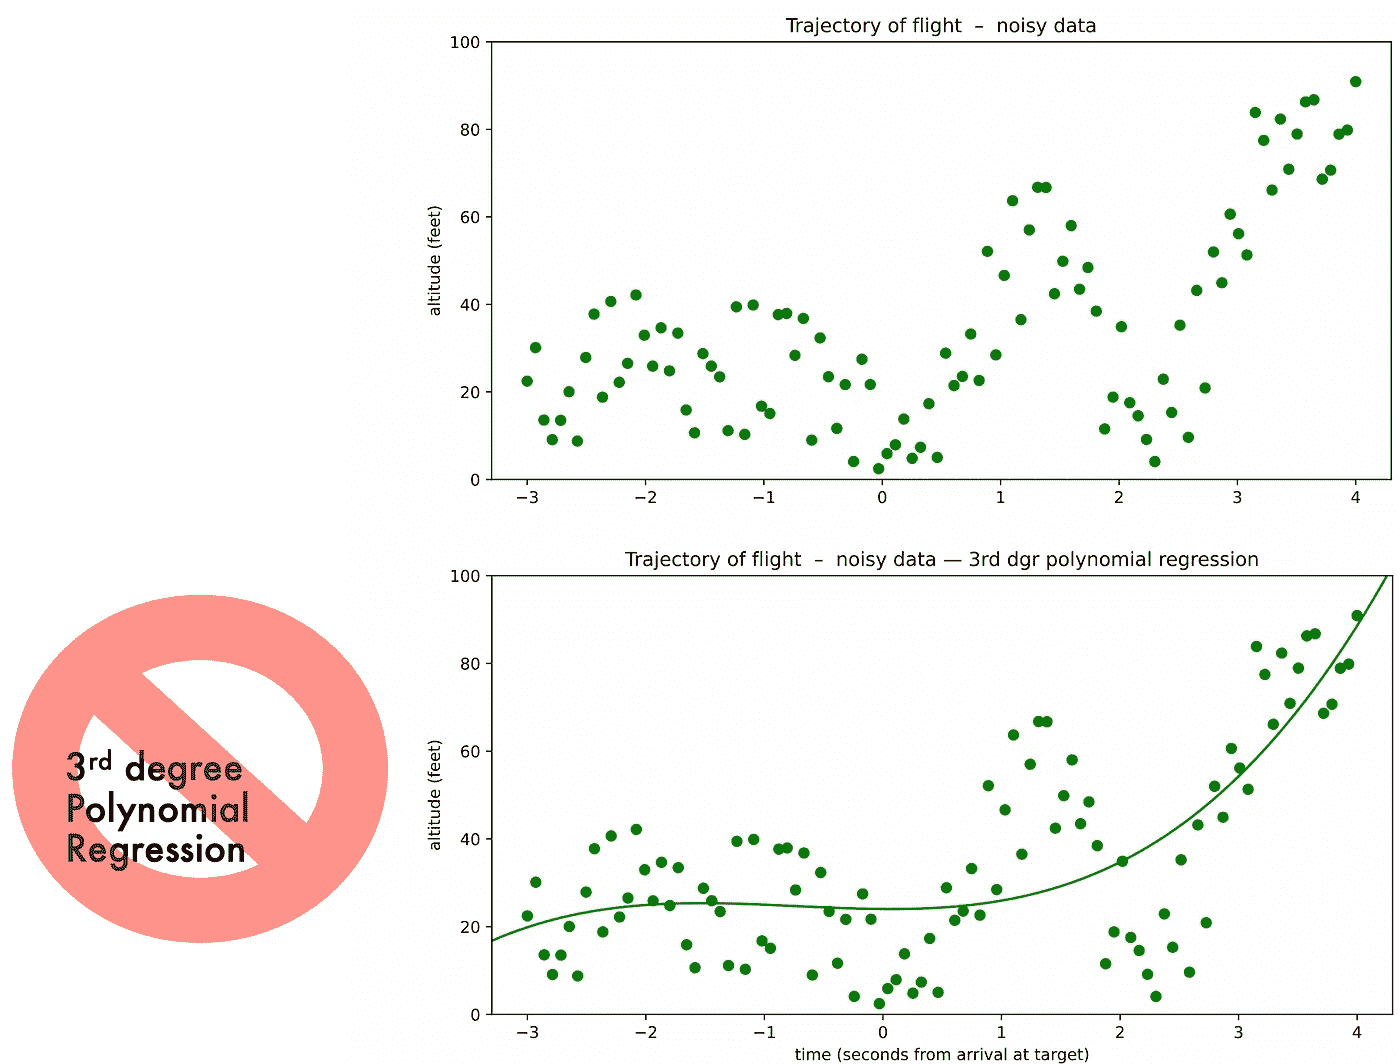 Trajectory of flight – noisy data
100
80
60
40
20
0
altitude (feet)
−3 −2 −1 0 1 2 3 4
Trajectory of flight – noisy data — 3rd dgr polynomial regression
100
80
60
40
20
0
altitude (feet)
−3 −2 −1 0 1 2 3 4
time (seconds from arrival at target)
3rd degree
Polynomial
Regression